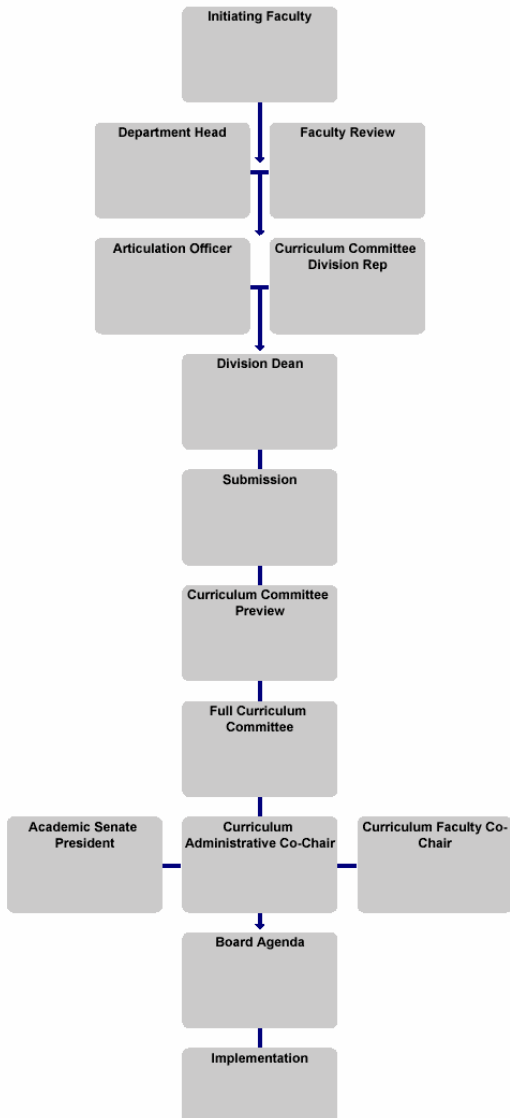 Initiating Faculty
Department Head
Faculty Review
Articulation Officer
Curriculum Committee
Division Rep
Division Dean
Submission
Curriculum Committee
Preview
Full Curriculum
Committee
Academic Senate
President
Curriculum
Administrative Co-Chair
Curriculum Faculty Co-
Chair
Board Agenda
Implementation